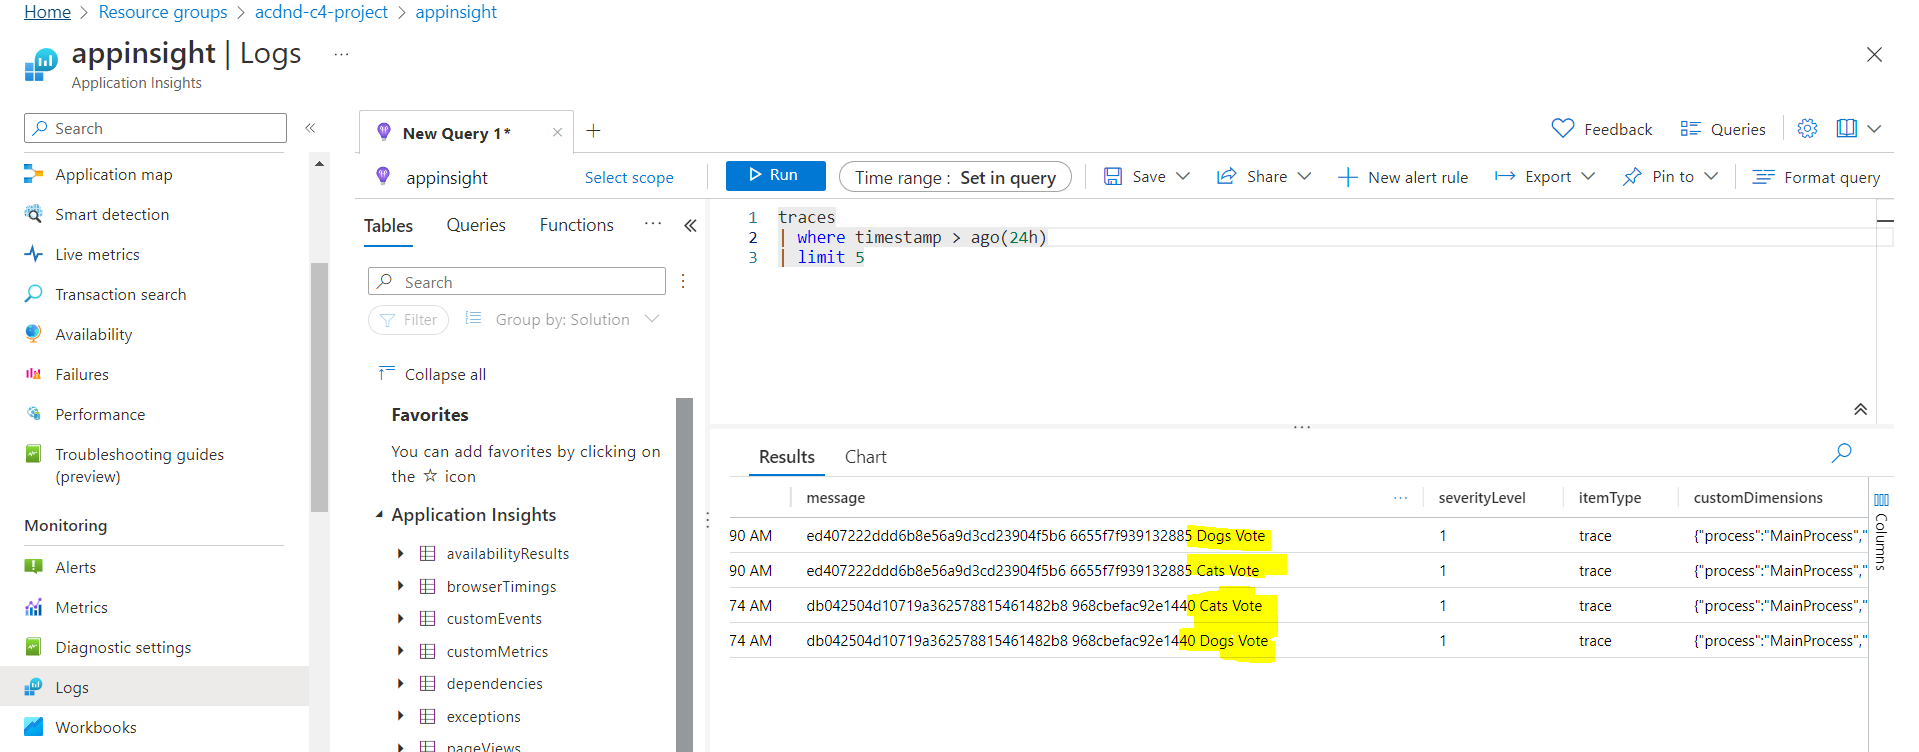 Home > Resource groups > acdnd-c4-project > appinsight
appinsight | Logs ...
Application Insights
Search
Application map
Smart detection
Live metrics
Transaction search
Availability
Failures
Performance
Troubleshooting guides
(preview)
Monitoring
Alerts
Metrics
Diagnostic settings
Logs
Workbooks
New Query 1*
Feedback
Queries
appinsight
Select scope
Run
Time range : Set in query
Save
Share
New alert rule
Export
Pin to
Format query
Tables
Queries
Functions
...
Search
Filter
Group by: Solution
Collapse all
Favorites
You can add favorites by clicking on
the ☆ icon
Application Insights
availabilityResults
browserTimings
customEvents
customMetrics
dependencies
exceptions
pageViews
1 traces
2 | where timestamp > ago(24h)
3 | limit 5
Results
Chart
message ... severityLevel itemType customDimensions
90 AM ed407222ddd6b8e56a9d3cd23904f5b6 6655f7f939132885 Dogs Vote 1 trace {"process":"MainProcess","
90 AM ed407222ddd6b8e56a9d3cd23904f5b6 6655f7f939132885 Cats Vote 1 trace {"process":"MainProcess","
74 AM db042504d10719a362578815461482b8 968cbefac92e1440 Cats Vote 1 trace {"process":"MainProcess","
74 AM db042504d10719a362578815461482b8 968cbefac92e1440 Dogs Vote 1 trace {"process":"MainProcess","
Columns